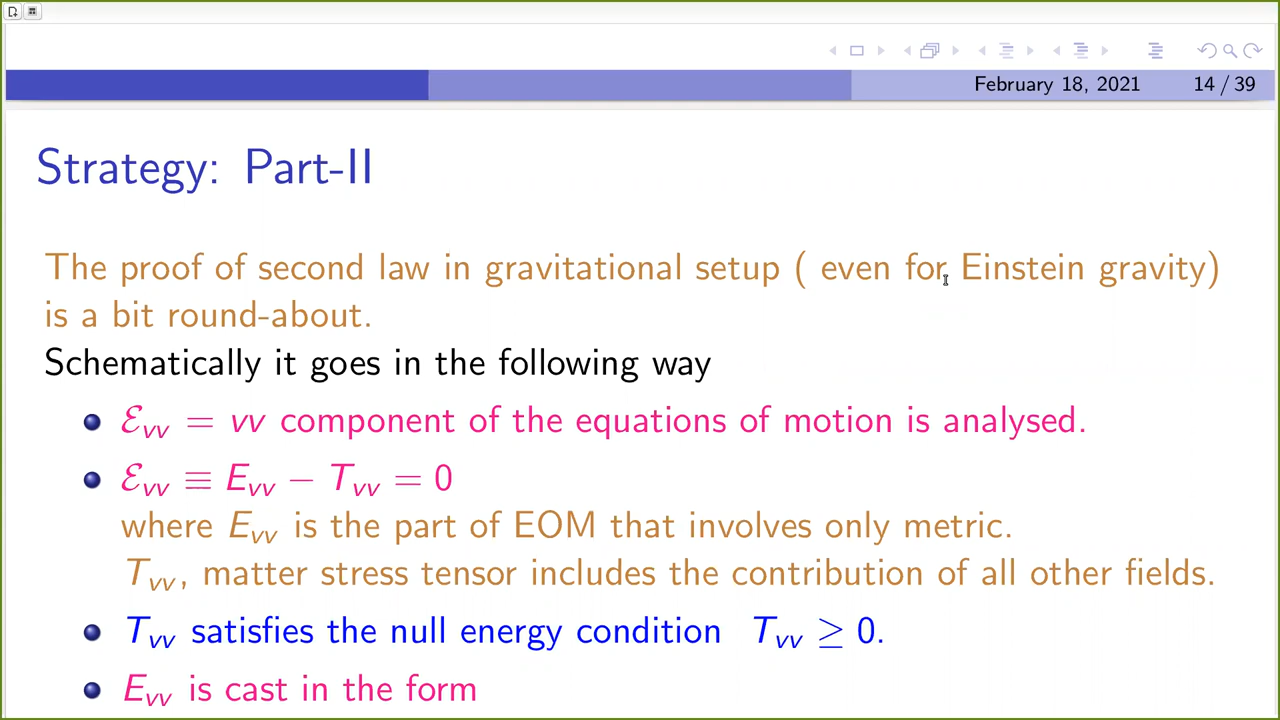 February 18, 2021 14 / 39
Strategy: Part-II
The proof of second law in gravitational setup ( even for Einstein gravity)
is a bit round-about.
Schematically it goes in the following way
ℰ_vv = vv component of the equations of motion is analysed.
ℰ_vv ≡ E_vv − T_vv = 0
where E_vv is the part of EOM that involves only metric.
T_vv, matter stress tensor includes the contribution of all other fields.
T_vv satisfies the null energy condition T_vv ≥ 0.
E_vv is cast in the form